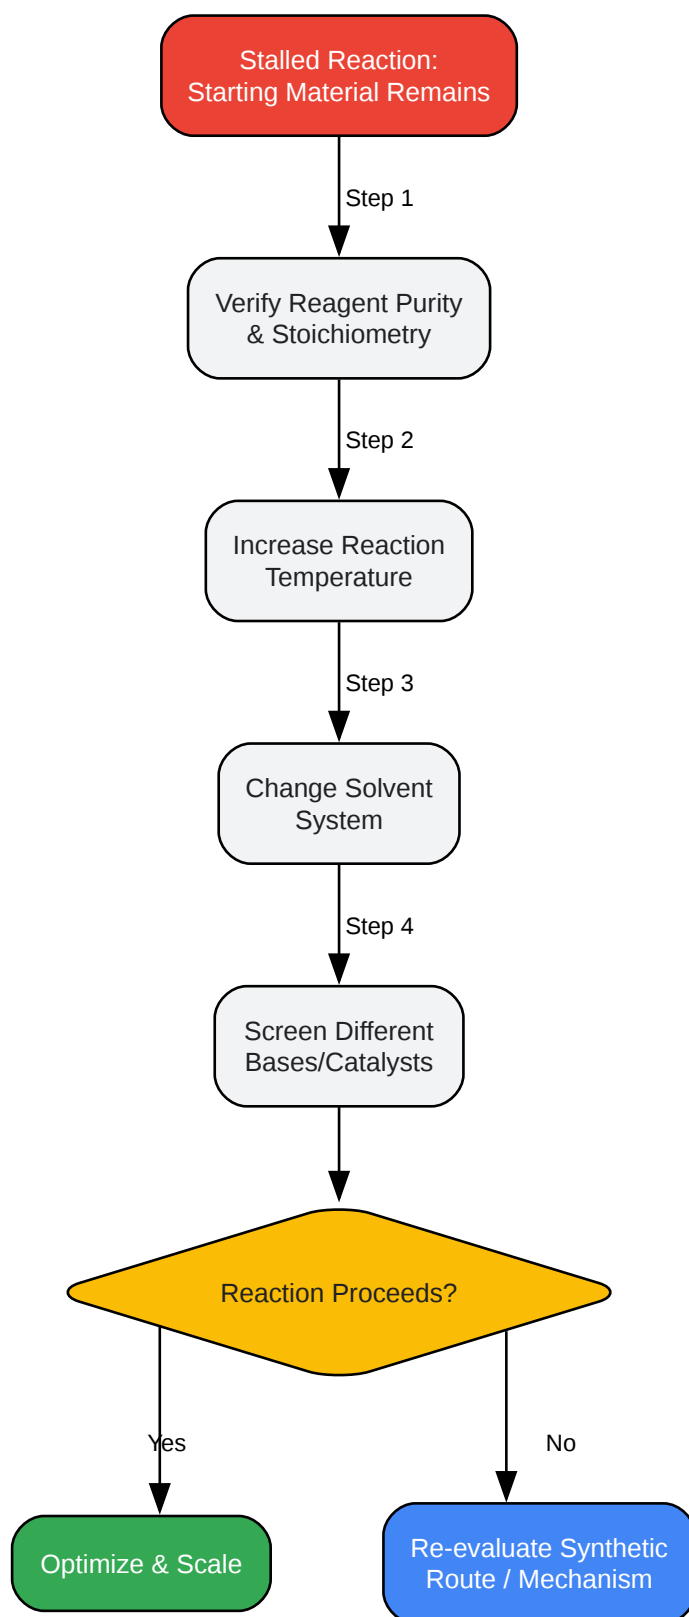 Stalled Reaction:
Starting Material Remains
Step 1
Verify Reagent Purity
& Stoichiometry
Step 2
Increase Reaction
Temperature
Step 3
Change Solvent
System
Step 4
Screen Different
Bases/Catalysts
Reaction Proceeds?
Yes
No
Optimize & Scale
Re-evaluate Synthetic
Route / Mechanism